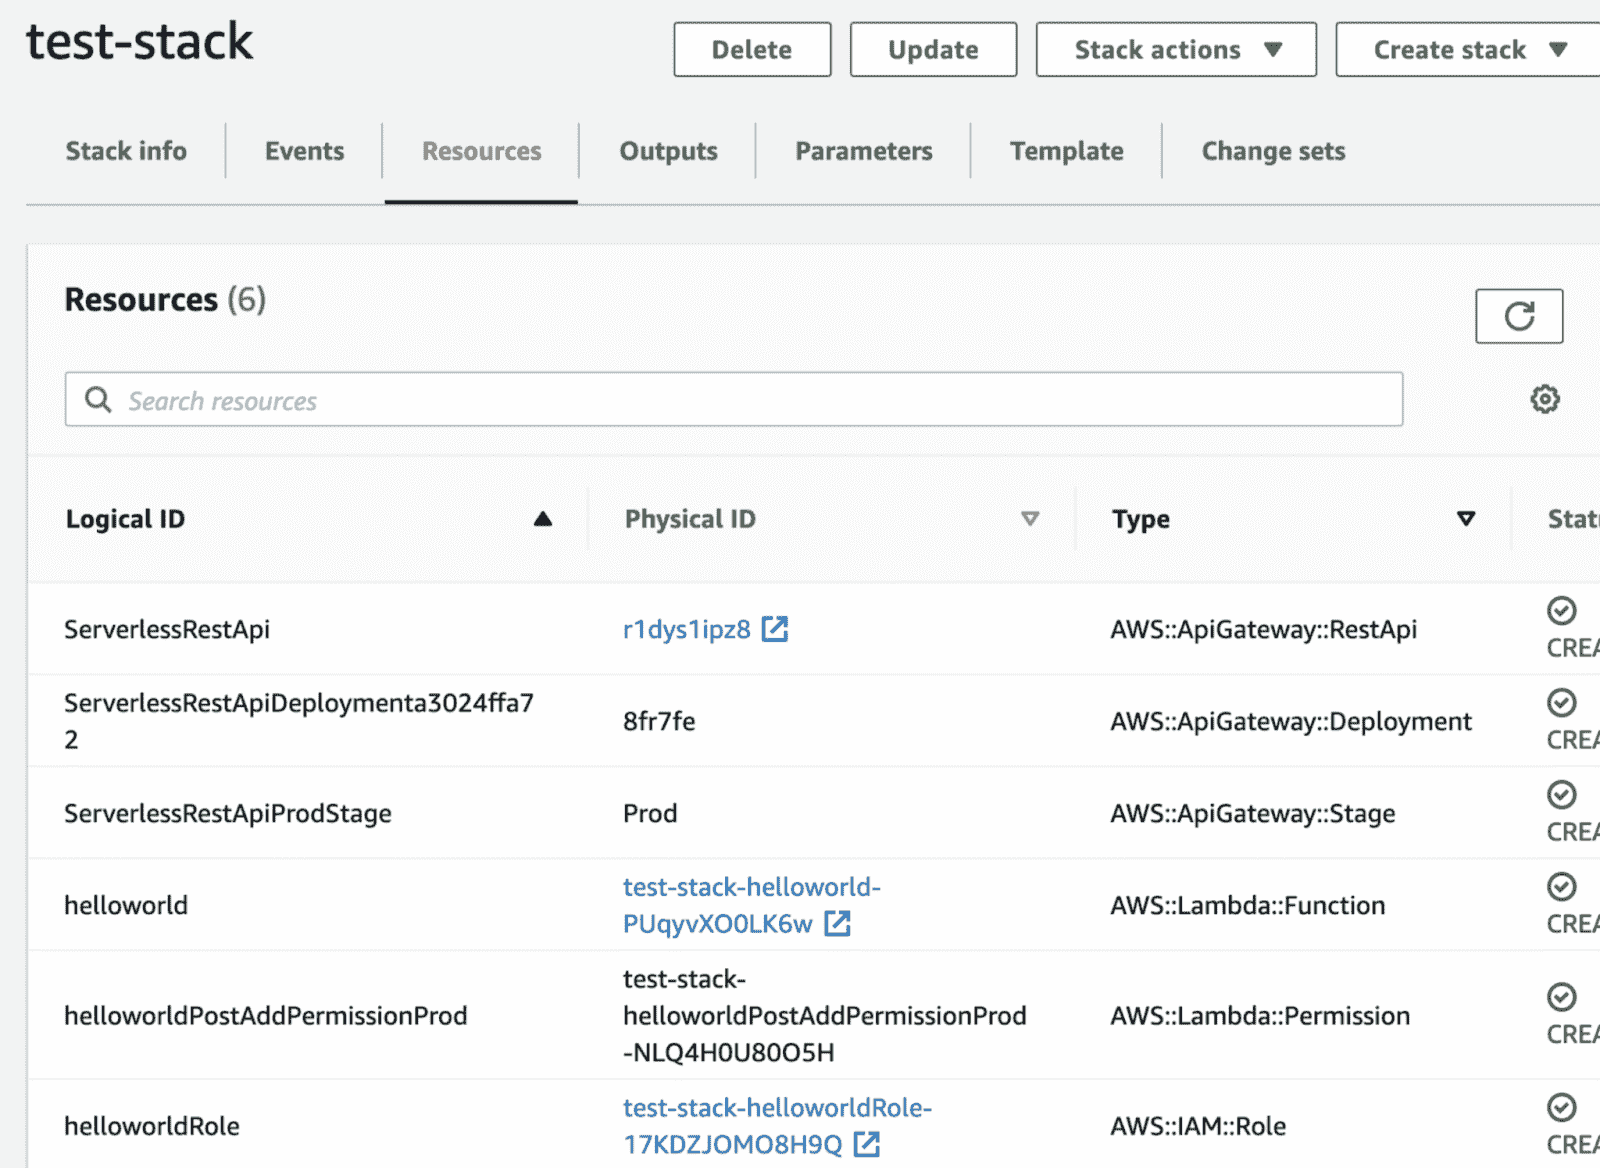 test-stack
Delete
Update
Stack actions
Create stack
Stack info
Events
Resources
Outputs
Parameters
Template
Change sets
Resources (6)
Search resources
Logical ID
Physical ID
Type
Stat
ServerlessRestApi
r1dys1ipz8
AWS::ApiGateway::RestApi
CREA
ServerlessRestApiDeploymenta3024ffa7
2
8fr7fe
AWS::ApiGateway::Deployment
CREA
ServerlessRestApiProdStage
Prod
AWS::ApiGateway::Stage
CREA
helloworld
test-stack-helloworld-
PUqyvXO0LK6w
AWS::Lambda::Function
CREA
helloworldPostAddPermissionProd
test-stack-
helloworldPostAddPermissionProd
-NLQ4H0U80O5H
AWS::Lambda::Permission
CREA
helloworldRole
test-stack-helloworldRole-
17KDZJOMO8H9Q
AWS::IAM::Role
CREA